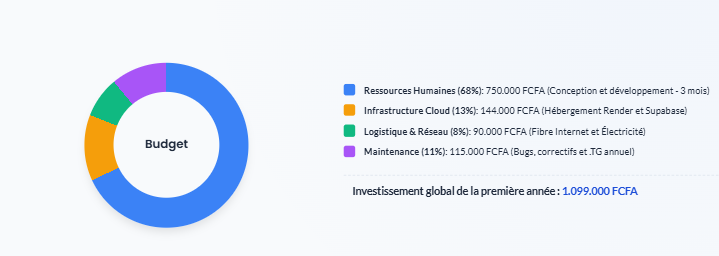 Budget
Ressources Humaines (68%): 750.000 FCFA (Conception et développement - 3 mois)
Infrastructure Cloud (13%): 144.000 FCFA (Hébergement Render et Supabase)
Logistique & Réseau (8%): 90.000 FCFA (Fibre Internet et Électricité)
Maintenance (11%): 115.000 FCFA (Bugs, correctifs et .TG annuel)
Investissement global de la première année : 1.099.000 FCFA